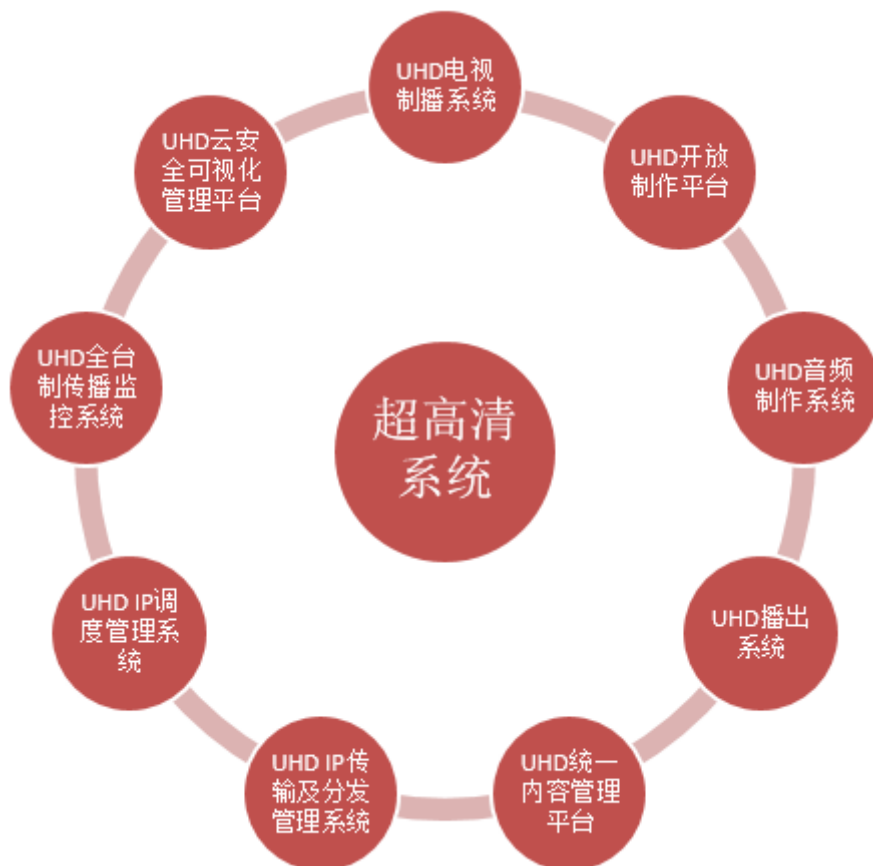 UHD电视
制播系统
UHD开放
制作平台
UHD音频
制作系统
UHD播出
系统
UHD统一
内容管理
平台
UHD IP传
输及分发
管理系统
UHD IP调
度管理系
统
UHD全台
制传播监
控系统
UHD云安
全可视化
管理平台
超高清
系统